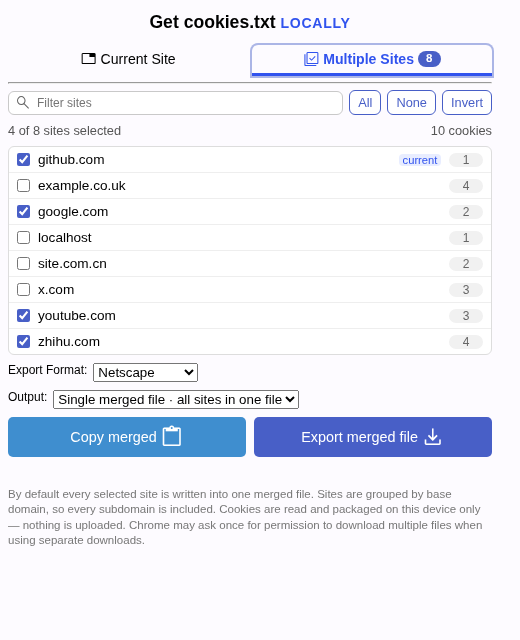 Get cookies.txt LOCALLY
Current Site
Multiple Sites 8
Filter sites
All
None
Invert
4 of 8 sites selected
10 cookies
github.com current 1
example.co.uk 4
google.com 2
localhost 1
site.com.cn 2
x.com 3
youtube.com 3
zhihu.com 4
Export Format: Netscape
Output: Single merged file · all sites in one file
Copy merged
Export merged file
By default every selected site is written into one merged file. Sites are grouped by base
domain, so every subdomain is included. Cookies are read and packaged on this device only
— nothing is uploaded. Chrome may ask once for permission to download multiple files when
using separate downloads.